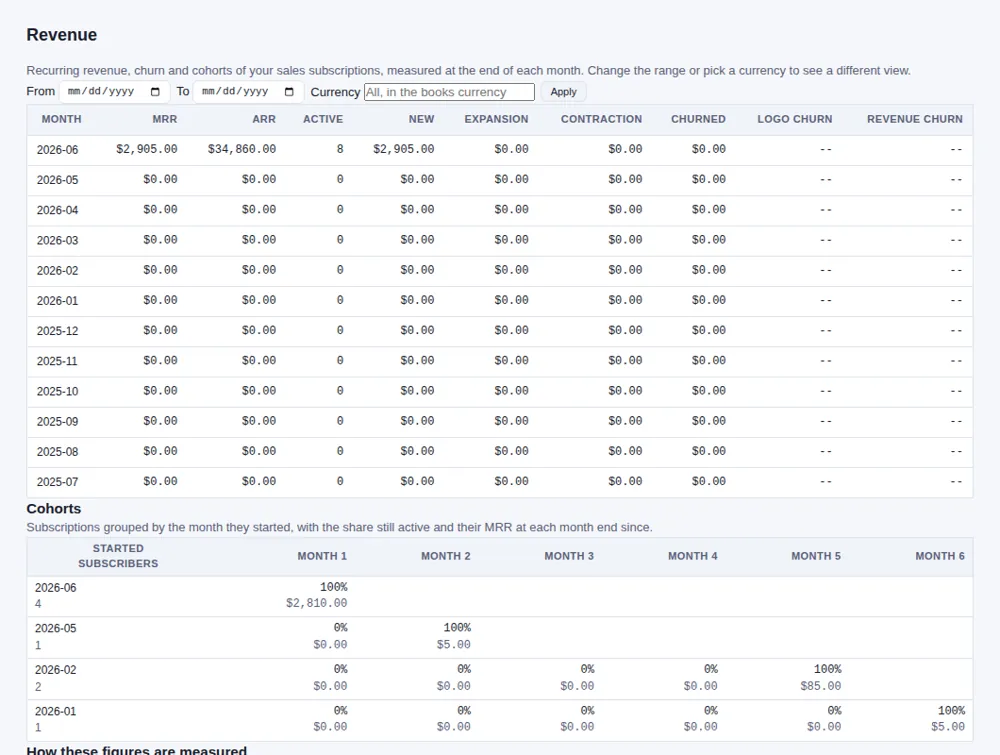 Revenue
Recurring revenue, churn and cohorts of your sales subscriptions, measured at the end of each month. Change the range or pick a currency to see a different view.
From mm/dd/yyyy To mm/dd/yyyy Currency All, in the books currency Apply
MONTH MRR ARR ACTIVE NEW EXPANSION CONTRACTION CHURNED LOGO CHURN REVENUE CHURN
2026-06 $2,905.00 $34,860.00 8 $2,905.00 $0.00 $0.00 $0.00 -- --
2026-05 $0.00 $0.00 0 $0.00 $0.00 $0.00 $0.00 -- --
2026-04 $0.00 $0.00 0 $0.00 $0.00 $0.00 $0.00 -- --
2026-03 $0.00 $0.00 0 $0.00 $0.00 $0.00 $0.00 -- --
2026-02 $0.00 $0.00 0 $0.00 $0.00 $0.00 $0.00 -- --
2026-01 $0.00 $0.00 0 $0.00 $0.00 $0.00 $0.00 -- --
2025-12 $0.00 $0.00 0 $0.00 $0.00 $0.00 $0.00 -- --
2025-11 $0.00 $0.00 0 $0.00 $0.00 $0.00 $0.00 -- --
2025-10 $0.00 $0.00 0 $0.00 $0.00 $0.00 $0.00 -- --
2025-09 $0.00 $0.00 0 $0.00 $0.00 $0.00 $0.00 -- --
2025-08 $0.00 $0.00 0 $0.00 $0.00 $0.00 $0.00 -- --
2025-07 $0.00 $0.00 0 $0.00 $0.00 $0.00 $0.00 -- --
Cohorts
Subscriptions grouped by the month they started, with the share still active and their MRR at each month end since.
STARTED
SUBSCRIBERS MONTH 1 MONTH 2 MONTH 3 MONTH 4 MONTH 5 MONTH 6
2026-06 100%
4 $2,810.00
2026-05 0% 100%
1 $0.00 $5.00
2026-02 0% 0% 0% 0% 100%
2 $0.00 $0.00 $0.00 $0.00 $85.00
2026-01 0% 0% 0% 0% 0% 100%
1 $0.00 $0.00 $0.00 $0.00 $0.00 $5.00
How these figures are measured